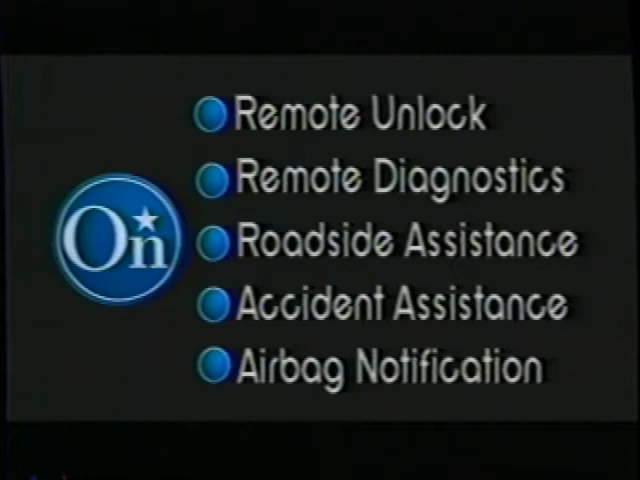 Remote Unlock
Remote Diagnostics
On
Roadside Assistance
Accident Assistance
Airbag Notification